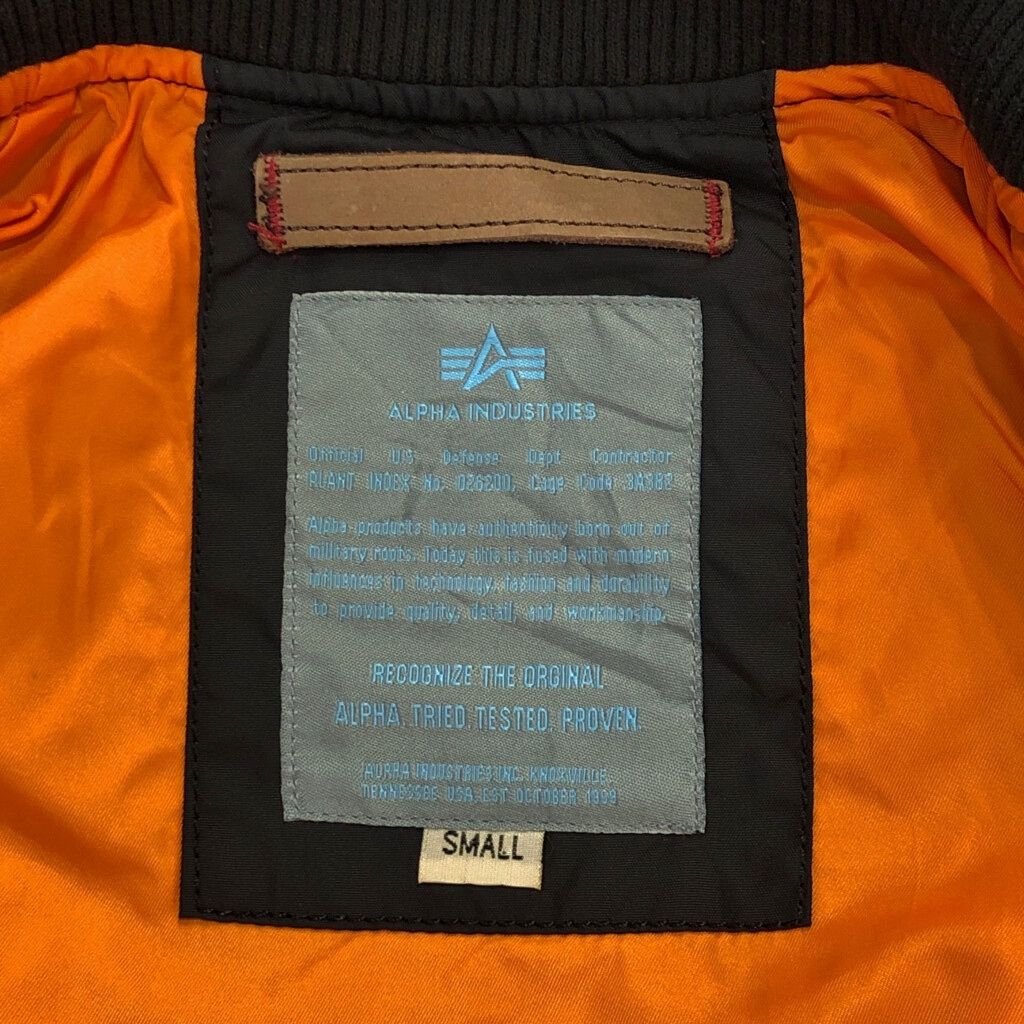 ALPHA INDUSTRIES
Official US Defense Dept Contractor
PLANT INDEX No. 026200, Cage Code 3A3B2
Alpha products have authenticity born out of
military roots. Today this is fused with modern
influences in technology, fashion and durability
to provide quality, detail, and workmanship.
RECOGNIZE THE ORGINAL
ALPHA. TRIED. TESTED. PROVEN.
ALPHA INDUSTRIES INC. KNOXVILLE,
TENNESSEE USA. EST OCTOBER 1959
SMALL